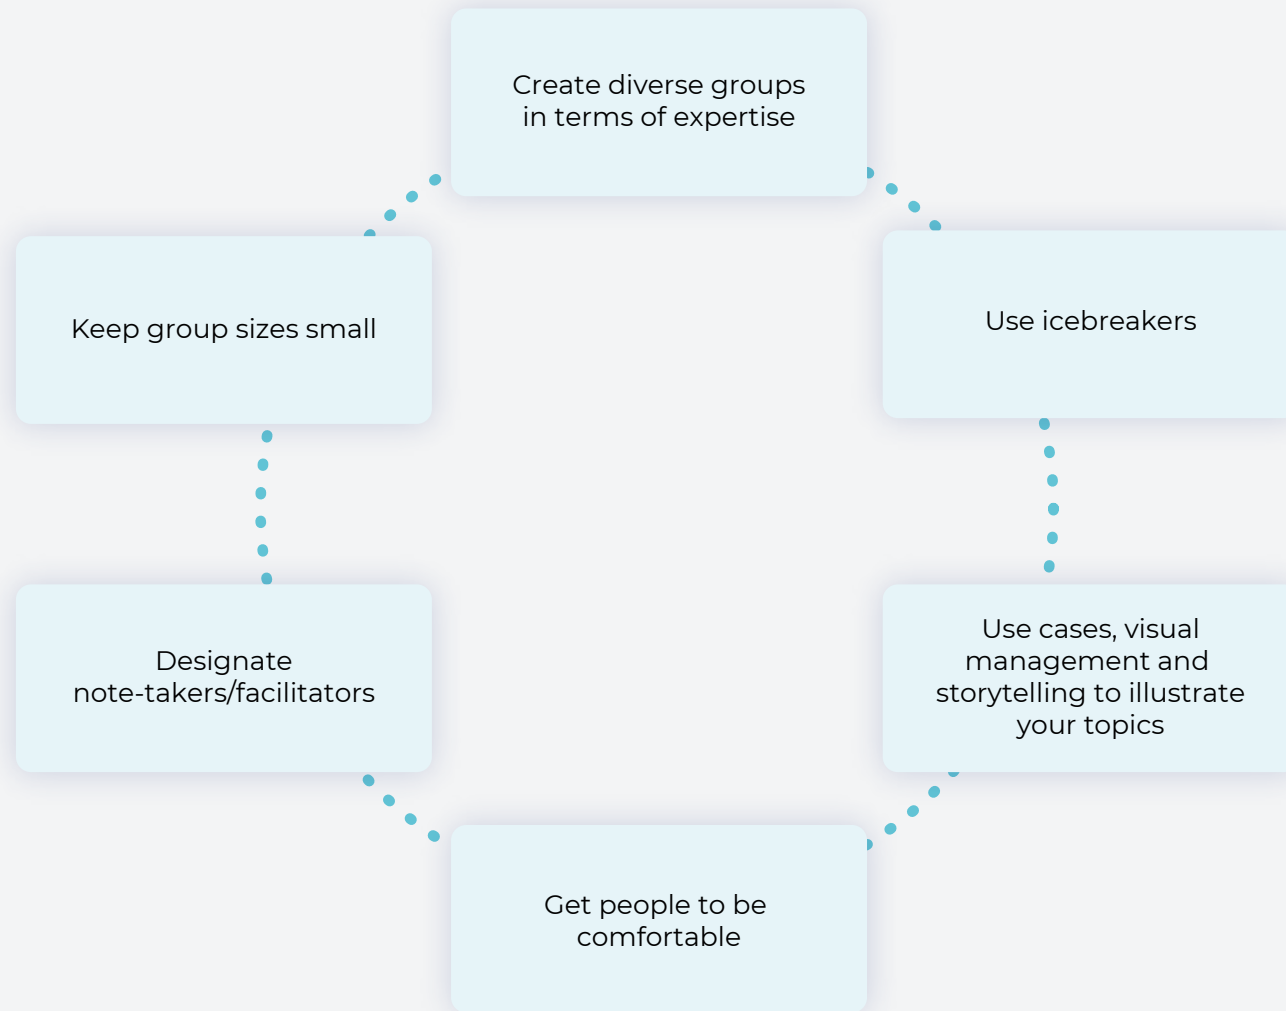 Create diverse groups
in terms of expertise
Keep group sizes small
Use icebreakers
Designate
note-takers/facilitators
Use cases, visual
management and
storytelling to illustrate
your topics
Get people to be
comfortable